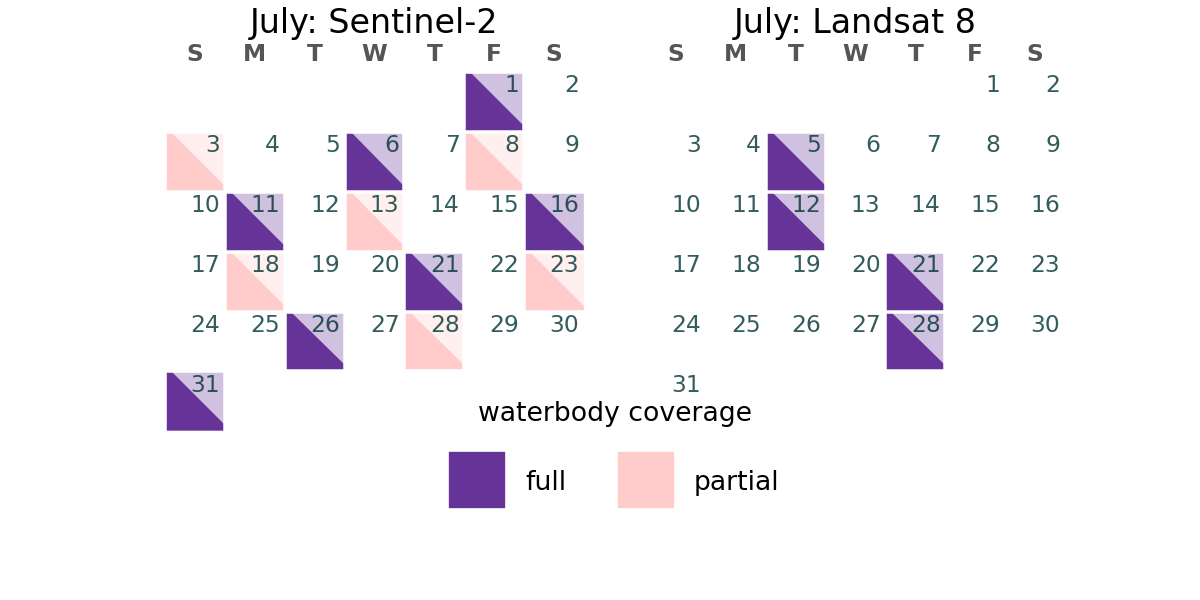 July: Sentinel-2
S M T W T F S
1 2
3 4 5 6 7 8 9
10 11 12 13 14 15 16
17 18 19 20 21 22 23
24 25 26 27 28 29 30
31
July: Landsat 8
S M T W T F S
1 2
3 4 5 6 7 8 9
10 11 12 13 14 15 16
17 18 19 20 21 22 23
24 25 26 27 28 29 30
31
waterbody coverage
full partial